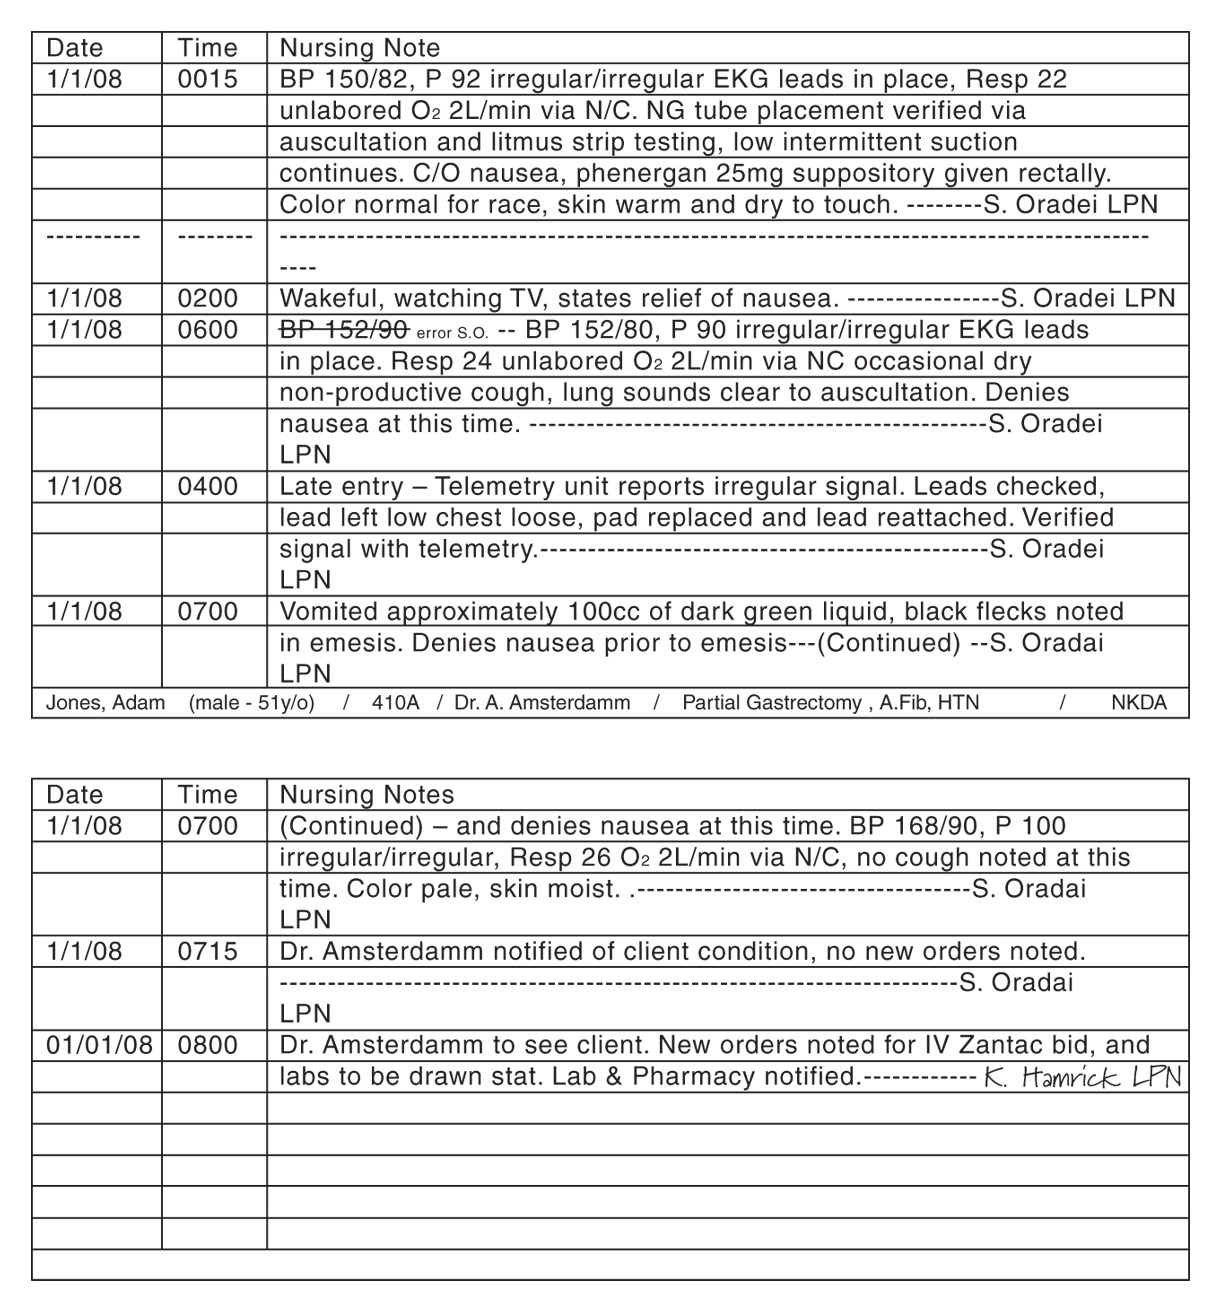 Date Time Nursing Note
1/1/08 0015 BP 150/82, P 92 irregular/irregular EKG leads in place, Resp 22
unlabored O2 2L/min via N/C. NG tube placement verified via
auscultation and litmus strip testing, low intermittent suction
continues. C/O nausea, phenergan 25mg suppository given rectally.
Color normal for race, skin warm and dry to touch. --------S. Oradei LPN
---------- -------- --------------------------------------------------------------------------------------------
----
1/1/08 0200 Wakeful, watching TV, states relief of nausea. ----------------S. Oradei LPN
1/1/08 0600 BP 152/90 error S.O. -- BP 152/80, P 90 irregular/irregular EKG leads
in place. Resp 24 unlabored O2 2L/min via NC occasional dry
non-productive cough, lung sounds clear to auscultation. Denies
nausea at this time. ------------------------------------------------S. Oradei
LPN
1/1/08 0400 Late entry – Telemetry unit reports irregular signal. Leads checked,
lead left low chest loose, pad replaced and lead reattached. Verified
signal with telemetry.-----------------------------------------------S. Oradei
LPN
1/1/08 0700 Vomited approximately 100cc of dark green liquid, black flecks noted
in emesis. Denies nausea prior to emesis---(Continued) --S. Oradai
LPN
Jones, Adam (male - 51y/o) / 410A / Dr. A. Amsterdamm / Partial Gastrectomy , A.Fib, HTN / NKDA
Date Time Nursing Notes
1/1/08 0700 (Continued) – and denies nausea at this time. BP 168/90, P 100
irregular/irregular, Resp 26 O2 2L/min via N/C, no cough noted at this
time. Color pale, skin moist. .-----------------------------------S. Oradai
LPN
1/1/08 0715 Dr. Amsterdamm notified of client condition, no new orders noted.
-----------------------------------------------------------------------S. Oradai
LPN
01/01/08 0800 Dr. Amsterdamm to see client. New orders noted for IV Zantac bid, and
labs to be drawn stat. Lab & Pharmacy notified.------------ K. Hamrick LPN